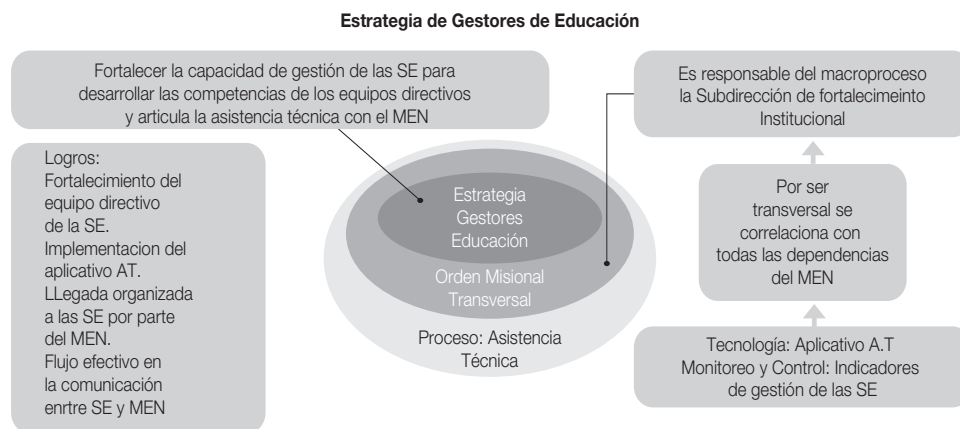 Estrategia de Gestores de Educación
Fortalecer la capacidad de gestión de las SE para
desarrollar las competencias de los equipos directivos
y articula la asistencia técnica con el MEN
Logros:
Fortalecimiento del
equipo directivo
de la SE.
Implementacion del
aplicativo AT.
LLegada organizada
a las SE por parte
del MEN.
Flujo efectivo en
la comunicación
enrtre SE y MEN
Estrategia
Gestores
Educación
Orden Misional
Transversal
Proceso: Asistencia
Técnica
Es responsable del macroproceso
la Subdirección de fortalecimeinto
Institucional
Por ser
transversal se
correlaciona con
todas las dependencias
del MEN
Tecnología: Aplicativo A.T
Monitoreo y Control: Indicadores
de gestión de las SE